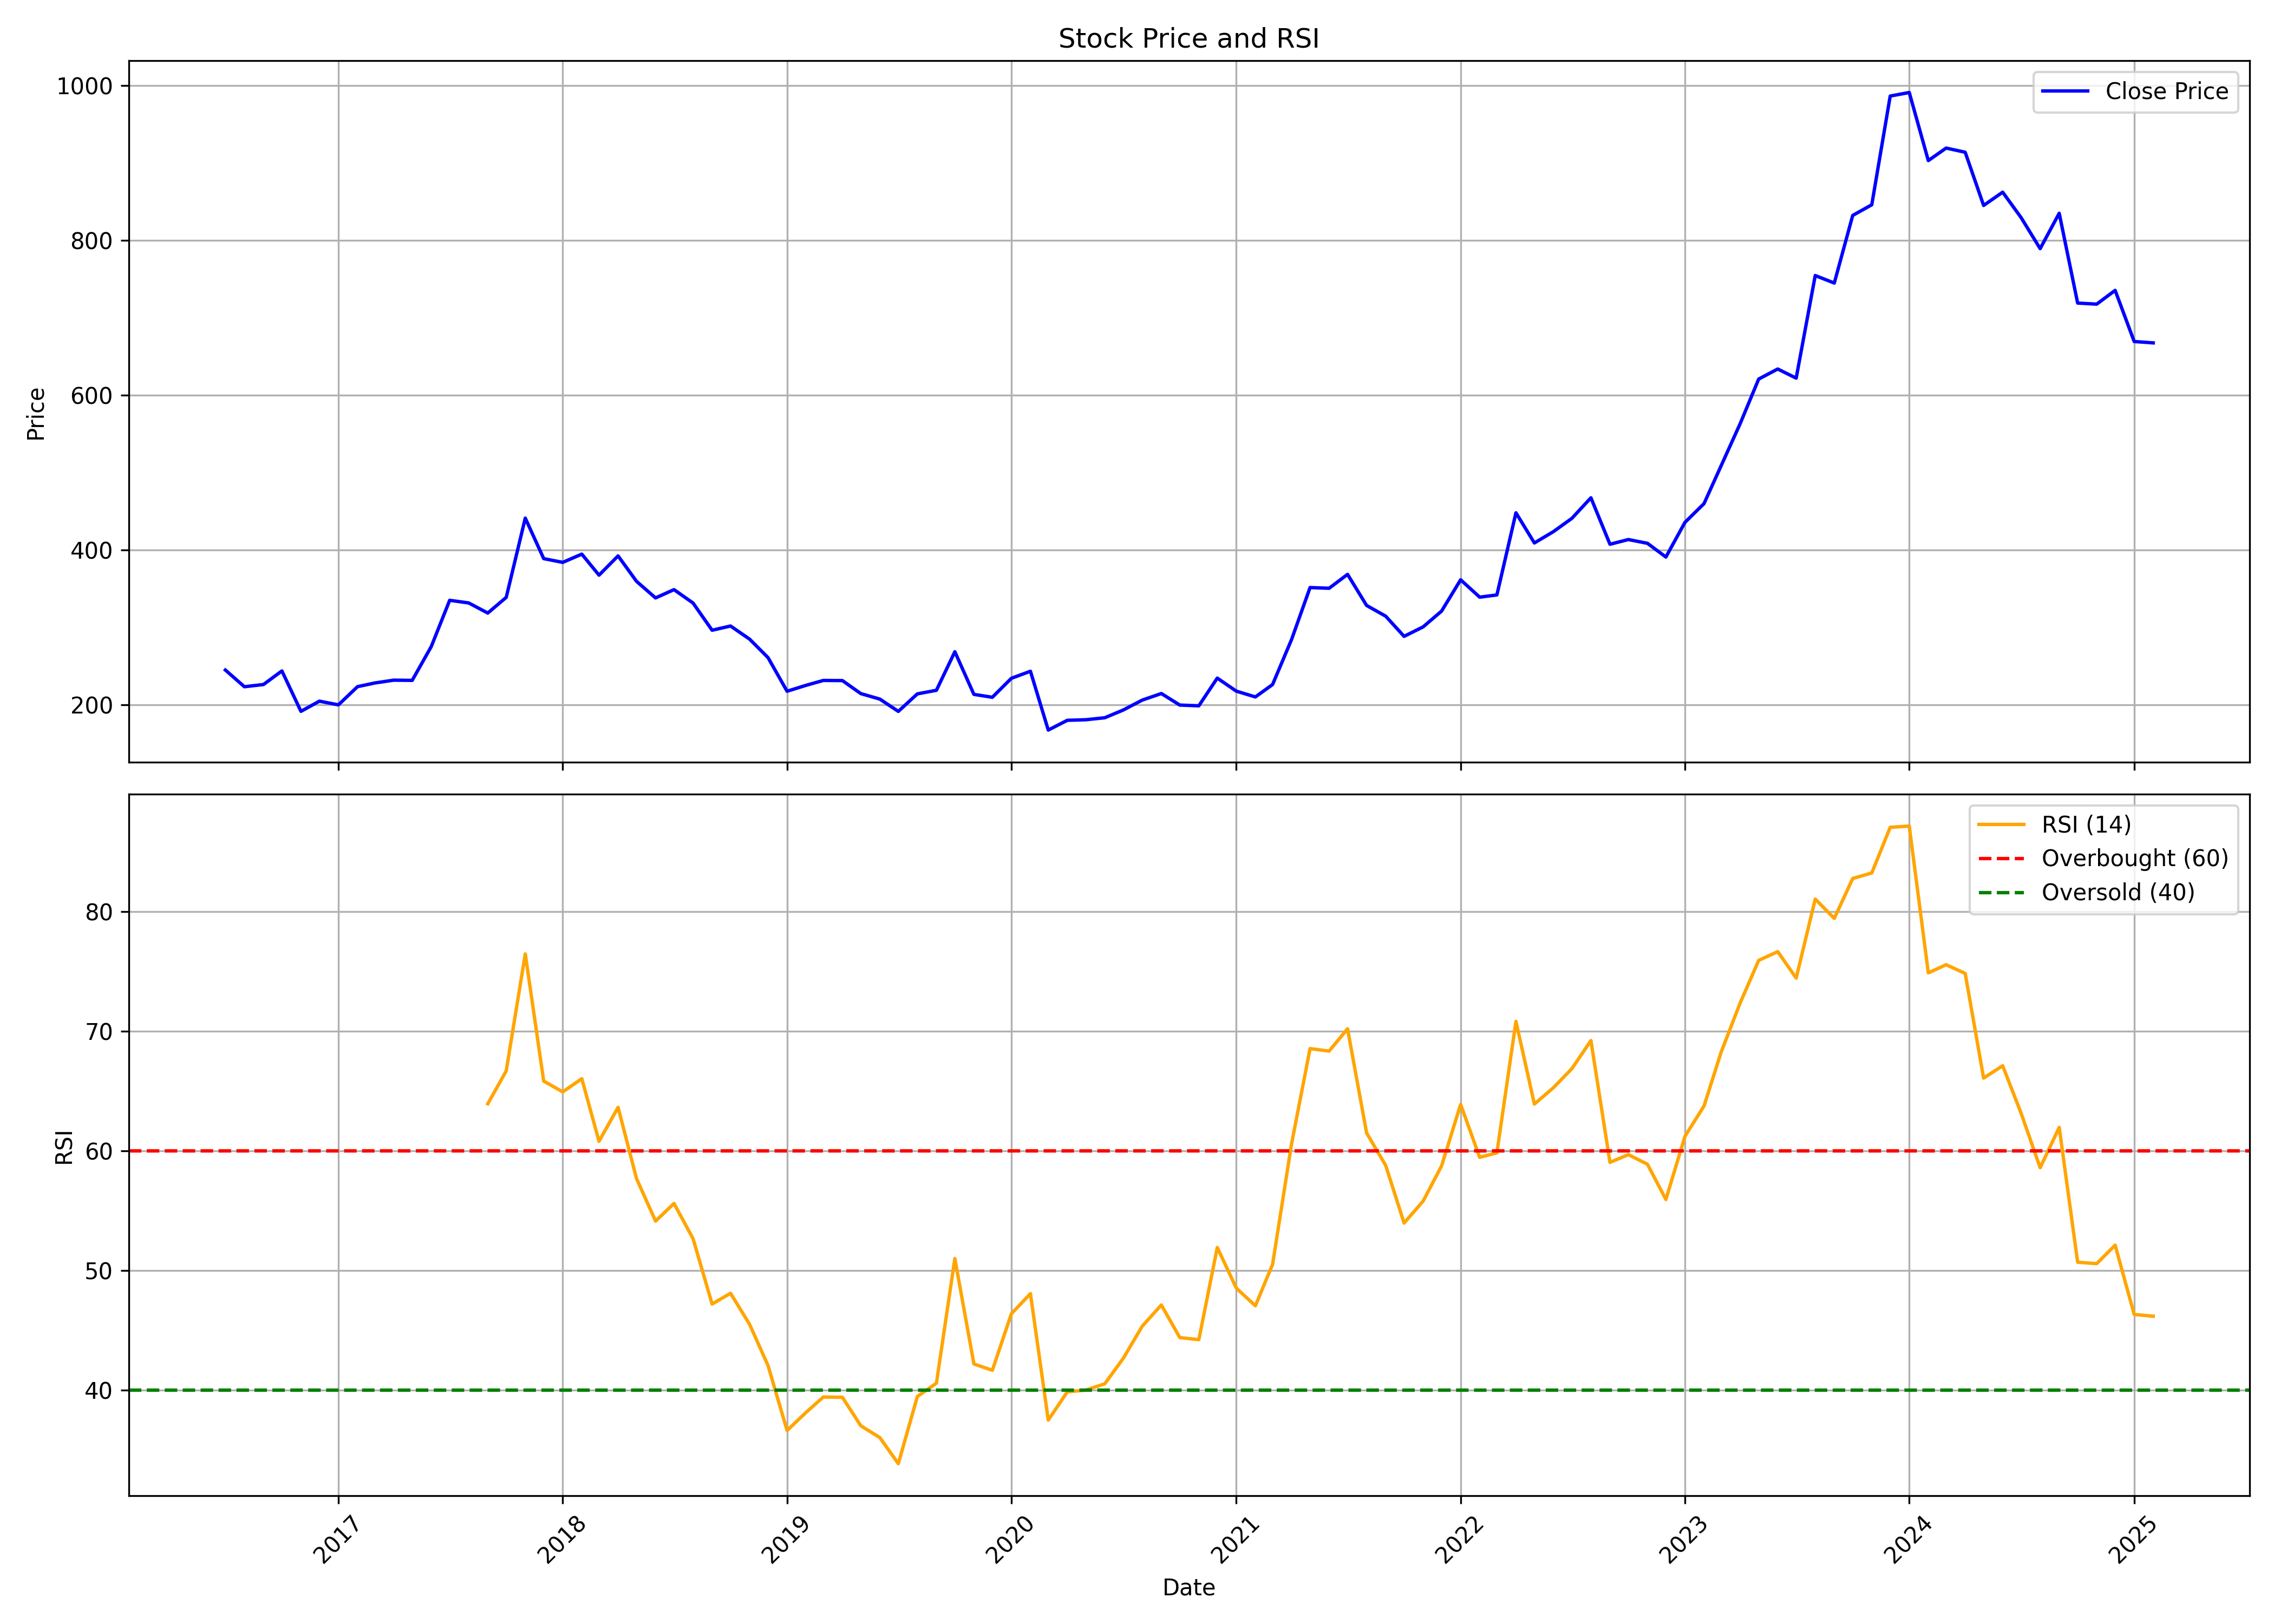 Stock Price and RSI
Close Price
1000
800
600
400
200
Price
RSI (14)
Overbought (60)
Oversold (40)
80
70
60
50
40
RSI
2017
2018
2019
2020
2021
2022
2023
2024
2025
Date